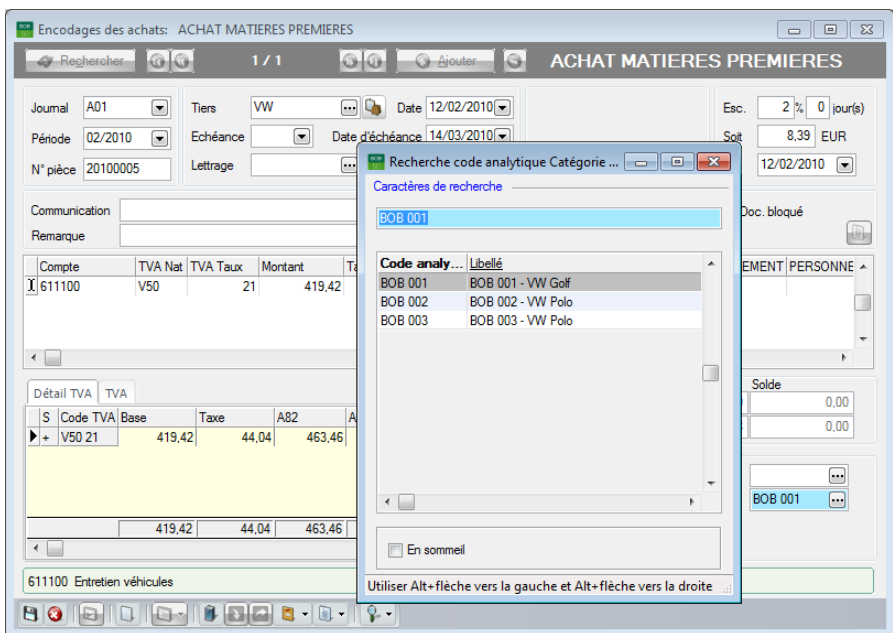 Encodages des achats: ACHAT MATIERES PREMIERES
Rechercher 1 / 1 Ajouter ACHAT MATIERES PREMIERES
Journal A01 Tiers VW Date 12/02/2010 Esc. 2 % 0 jour(s)
Période 02/2010 Echéance Date d'échéance 14/03/2010 Soit 8,39 EUR
N° pièce 20100005 Lettrage 12/02/2010
Communication Doc. bloqué
Remarque
Compte TVA Nat TVA Taux Montant EMENT PERSONNE
611100 V50 21 419,42
Détail TVA TVA Solde
0,00
0,00
S Code TVA Base Taxe A82 A
+ V50 21 419,42 44,04 463,46
BOB 001
419,42 44,04 463,46
611100 Entretien véhicules
BOB 50
Recherche code analytique Catégorie ...
Caractères de recherche
BOB 001
Code analy... Libellé
BOB 001 BOB 001 - VW Golf
BOB 002 BOB 002 - VW Polo
BOB 003 BOB 003 - VW Polo
En sommeil
Utiliser Alt+flèche vers la gauche et Alt+flèche vers la droite